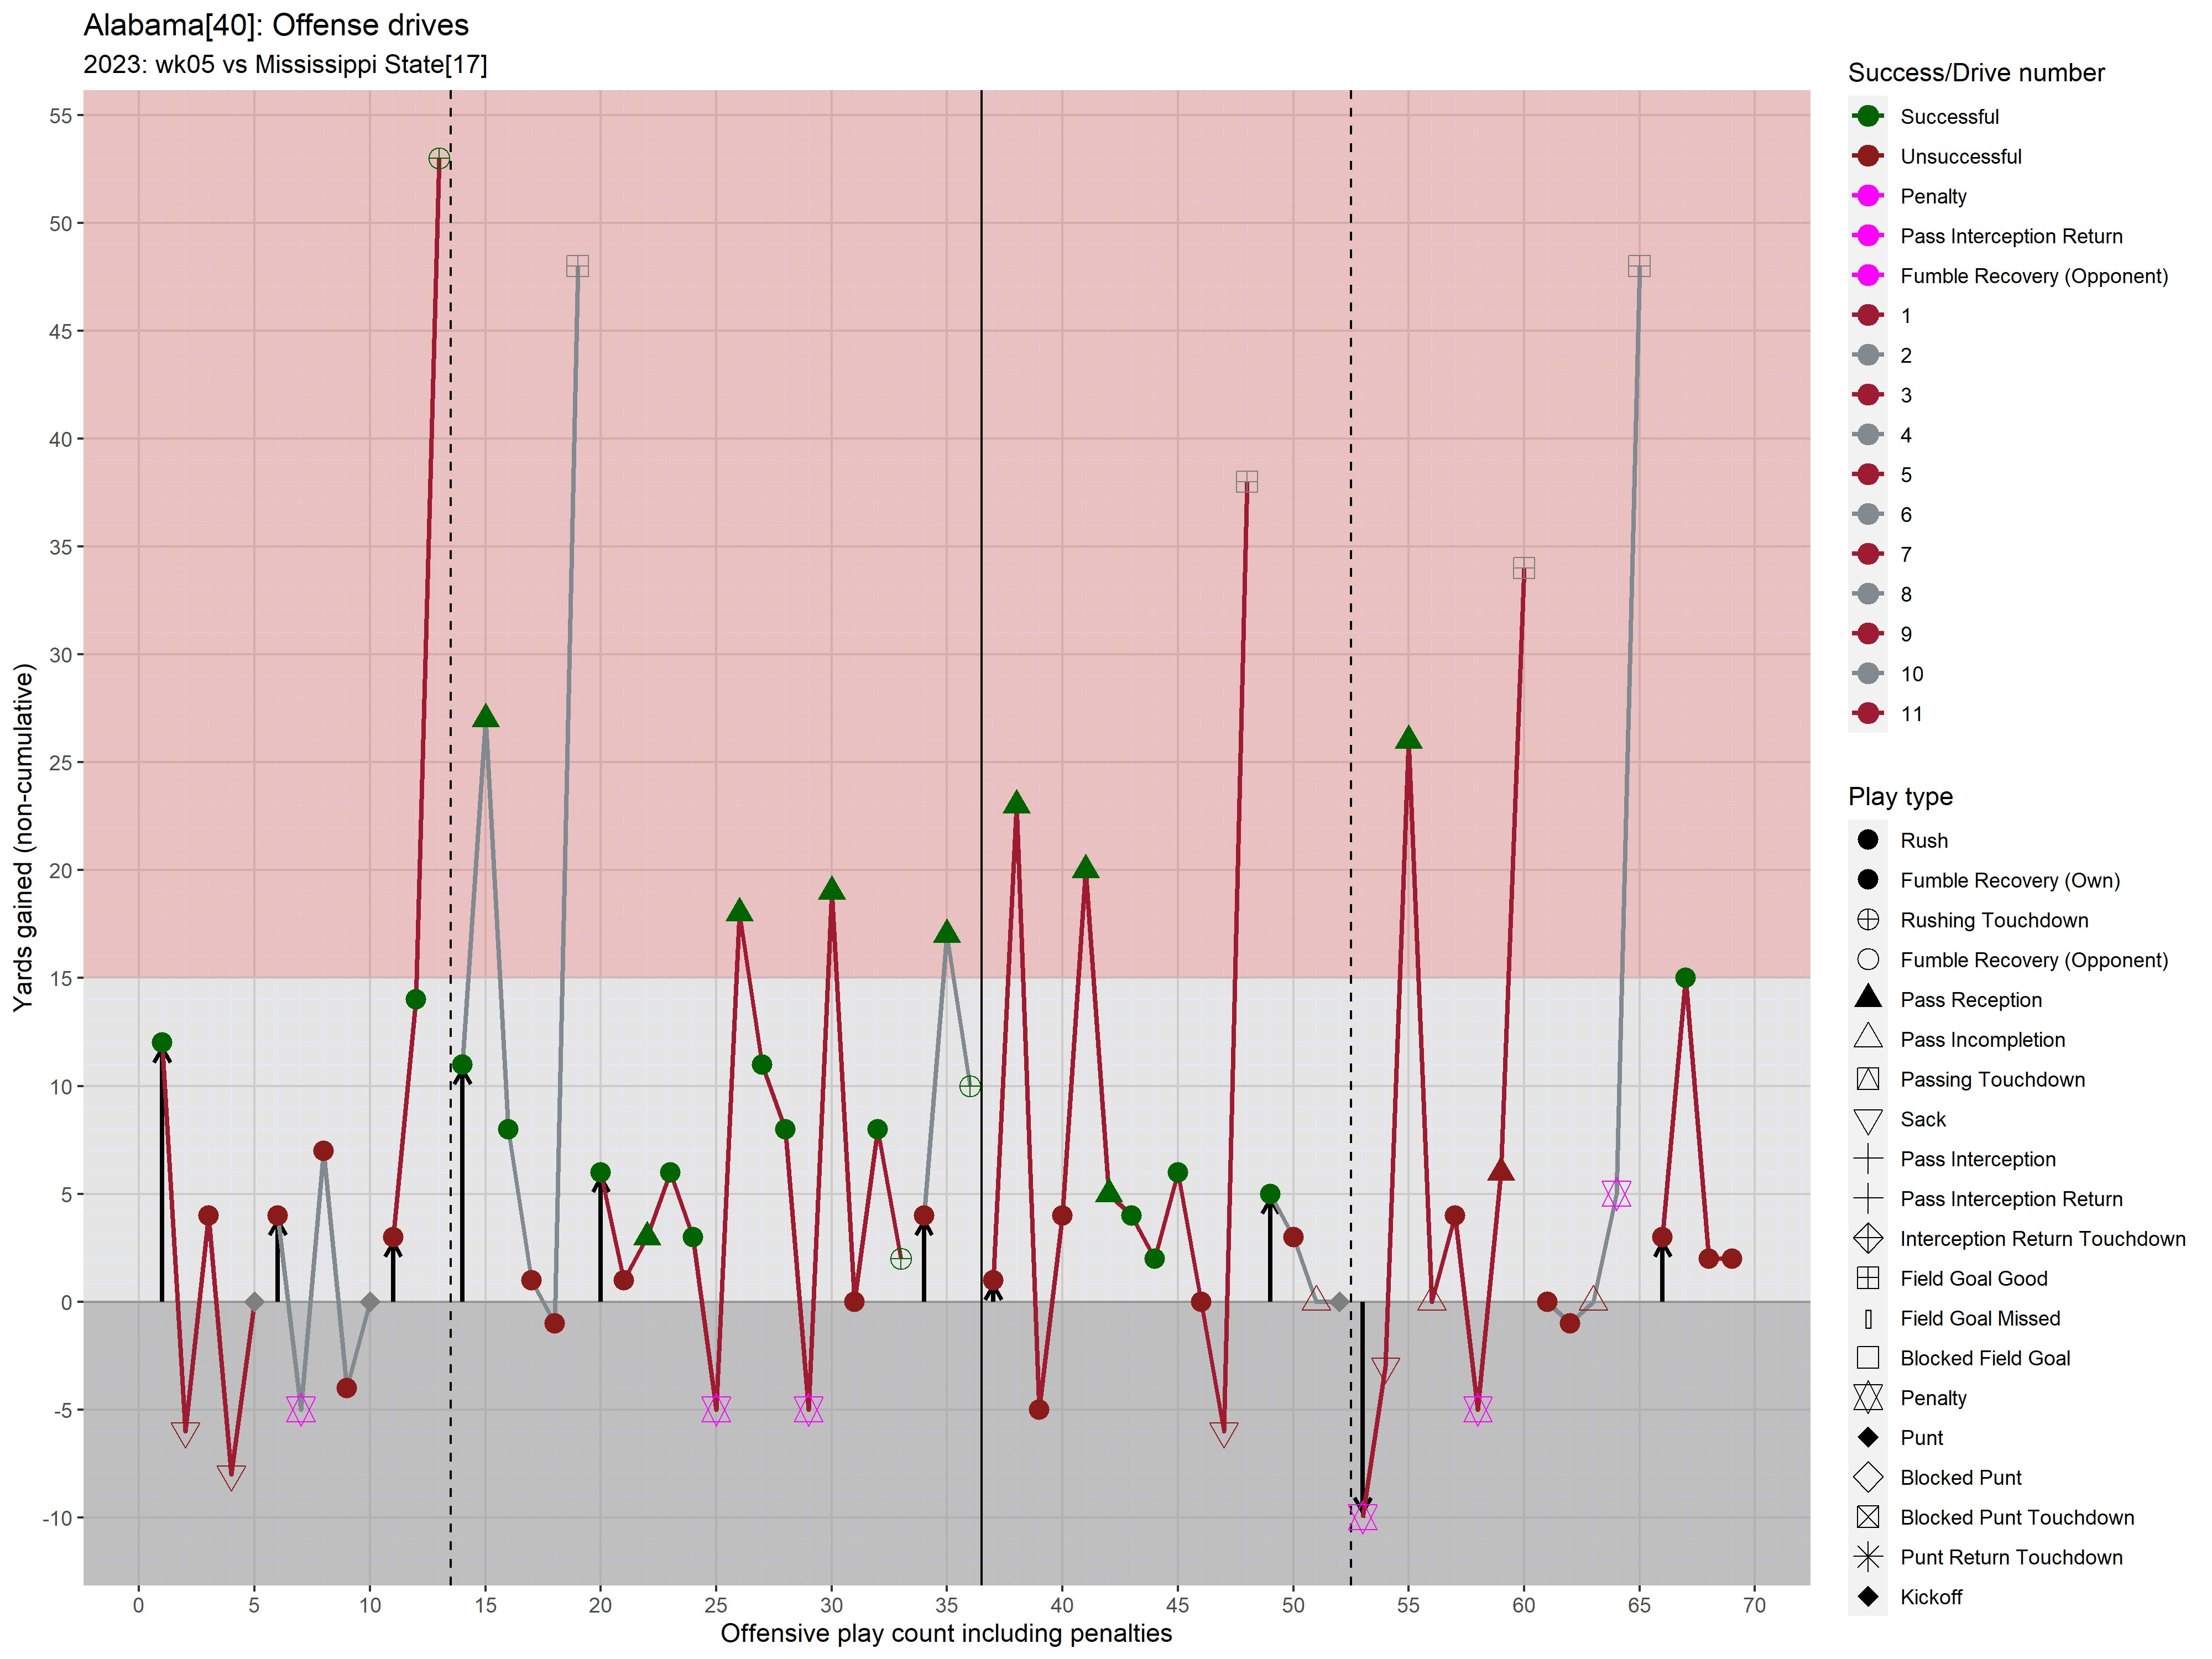 Alabama[40]: Offense drives
2023: wk05 vs Mississippi State[17]
Yards gained (non-cumulative)
55
50
45
40
35
30
25
20
15
10
5
0
-5
-10
0 5 10 15 20 25 30 35 40 45 50 55 60 65 70
Offensive play count including penalties
Success/Drive number
Successful
Unsuccessful
Penalty
Pass Interception Return
Fumble Recovery (Opponent)
1
2
3
4
5
6
7
8
9
10
11
Play type
Rush
Fumble Recovery (Own)
Rushing Touchdown
Fumble Recovery (Opponent)
Pass Reception
Pass Incompletion
Passing Touchdown
Sack
Pass Interception
Pass Interception Return
Interception Return Touchdown
Field Goal Good
Field Goal Missed
Blocked Field Goal
Penalty
Punt
Blocked Punt
Blocked Punt Touchdown
Punt Return Touchdown
Kickoff